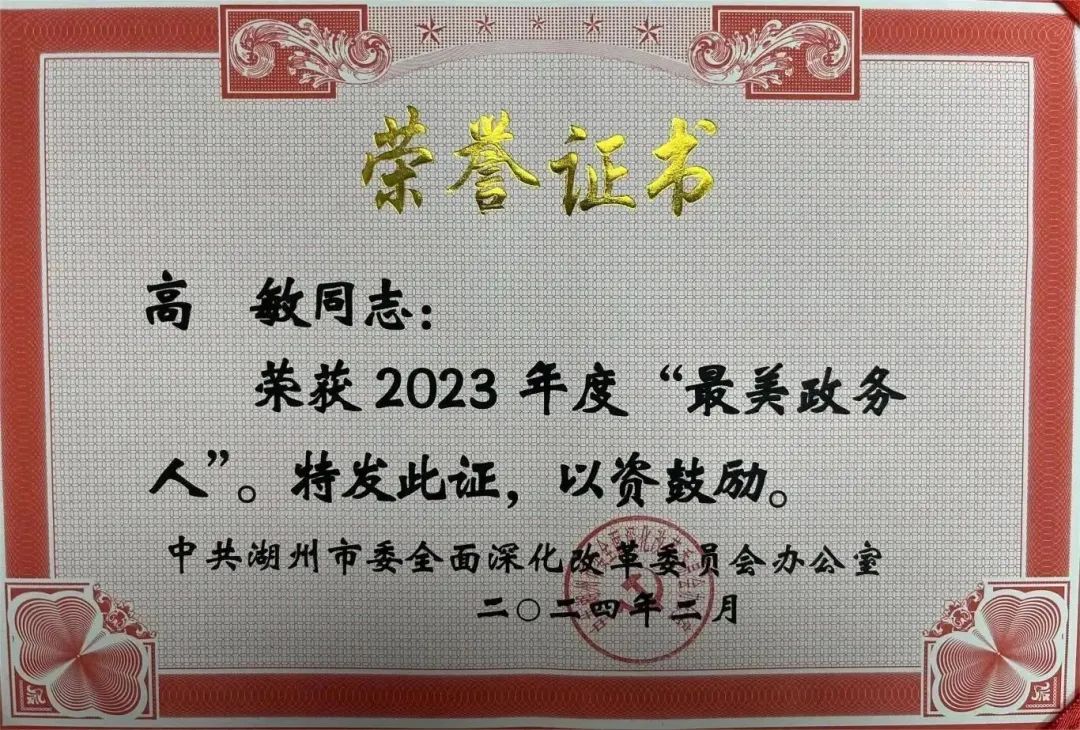 荣誉证书
高 敏同志：
荣获 2023 年度“最美政务
人”。特发此证，以资鼓励。
中共湖州市委全面深化改革委员会办公室
二〇二四年二月